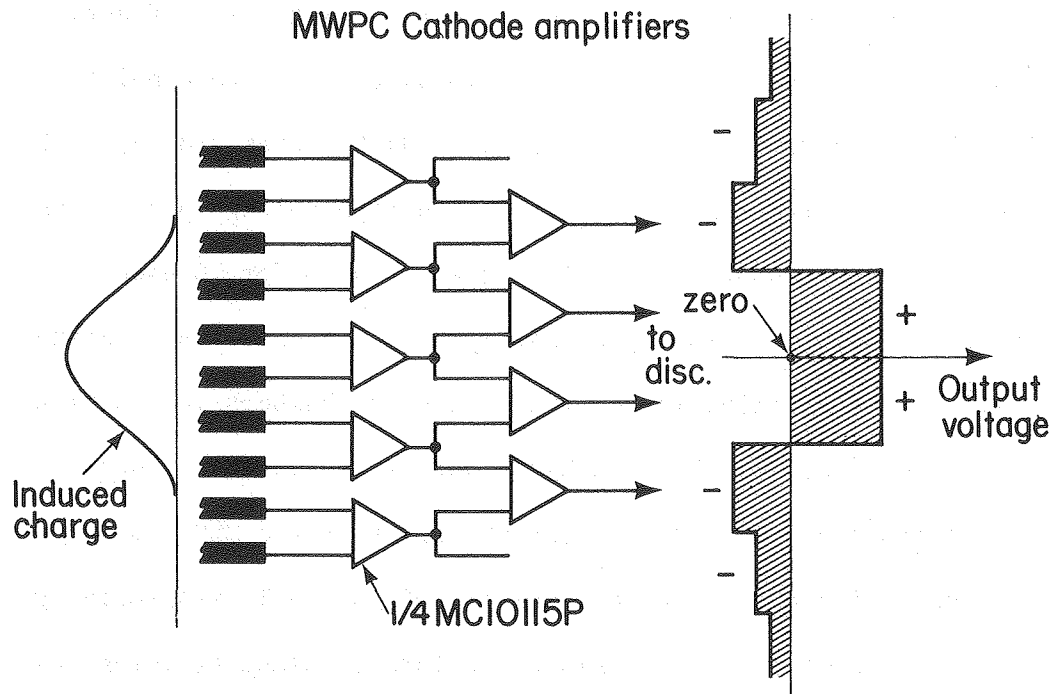 MWPC Cathode amplifiers
-
-
zero
+
to
disc.
+
Output
voltage
-
Induced
charge
-
1/4 MC10115P